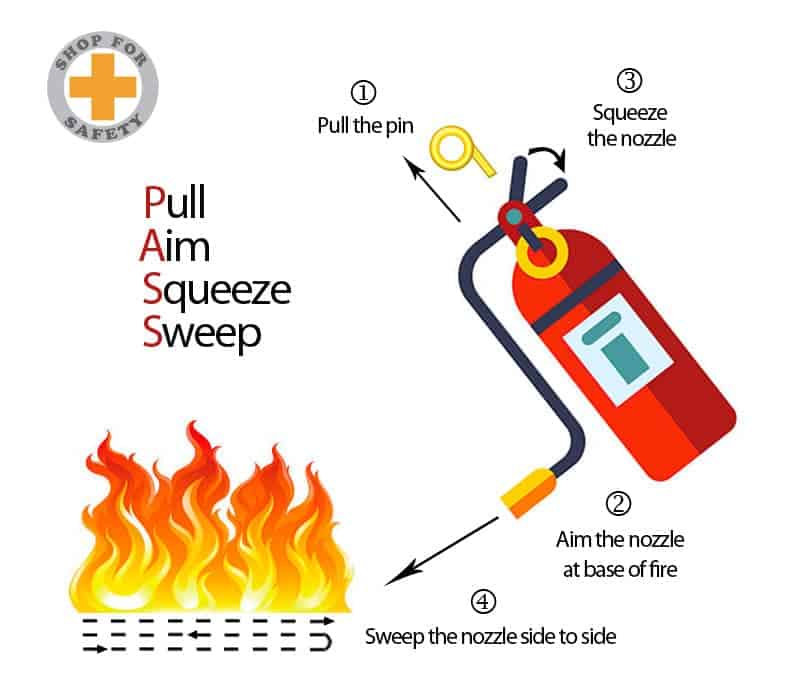 SHOP FOR
SAFETY
Pull
Aim
Squeeze
Sweep
①
Pull the pin
③
Squeeze
the nozzle
②
Aim the nozzle
at base of fire
④
Sweep the nozzle side to side